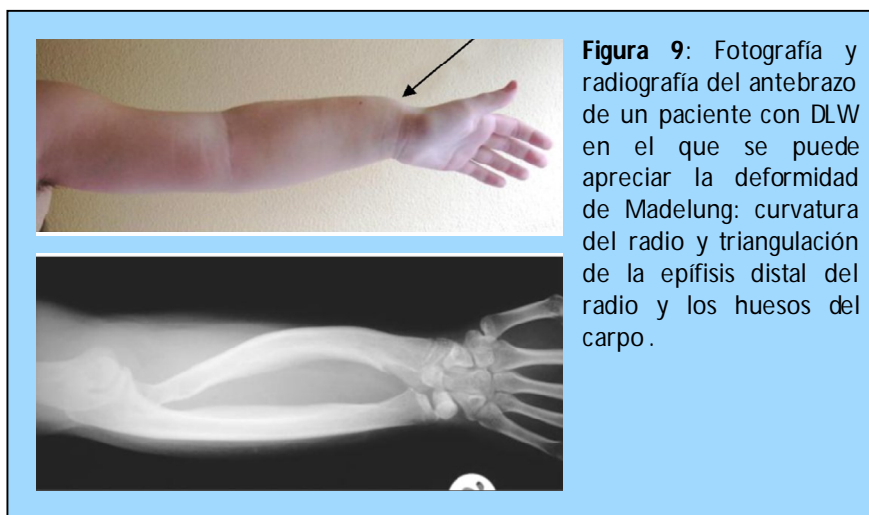 Figura 9: Fotografía y
radiografía del antebrazo
de un paciente con DLW
en el que se puede
apreciar la deformidad
de Madelung: curvatura
del radio y triangulación
de la epífisis distal del
radio y los huesos del
carpo.